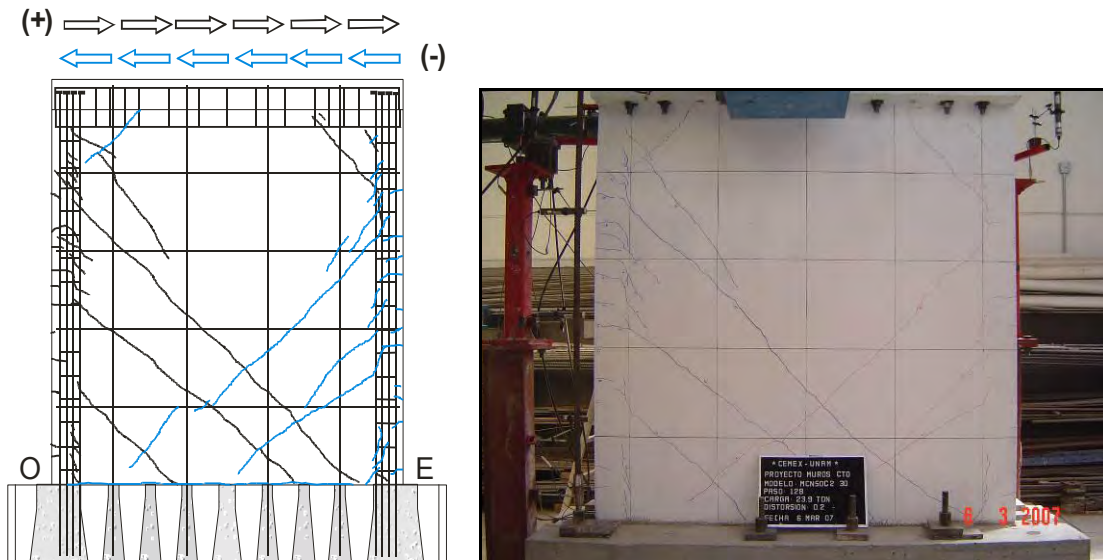 (+)
(-)
O
E
* CEMEX - UNAM *
PROYECTO MUROS CTO
MODELO: MCN50C2 30
PASO: 128
CARGA: 23.9 TON
DISTORSION: 0.2 -
FECHA 6 MAR 07
6 3 2007